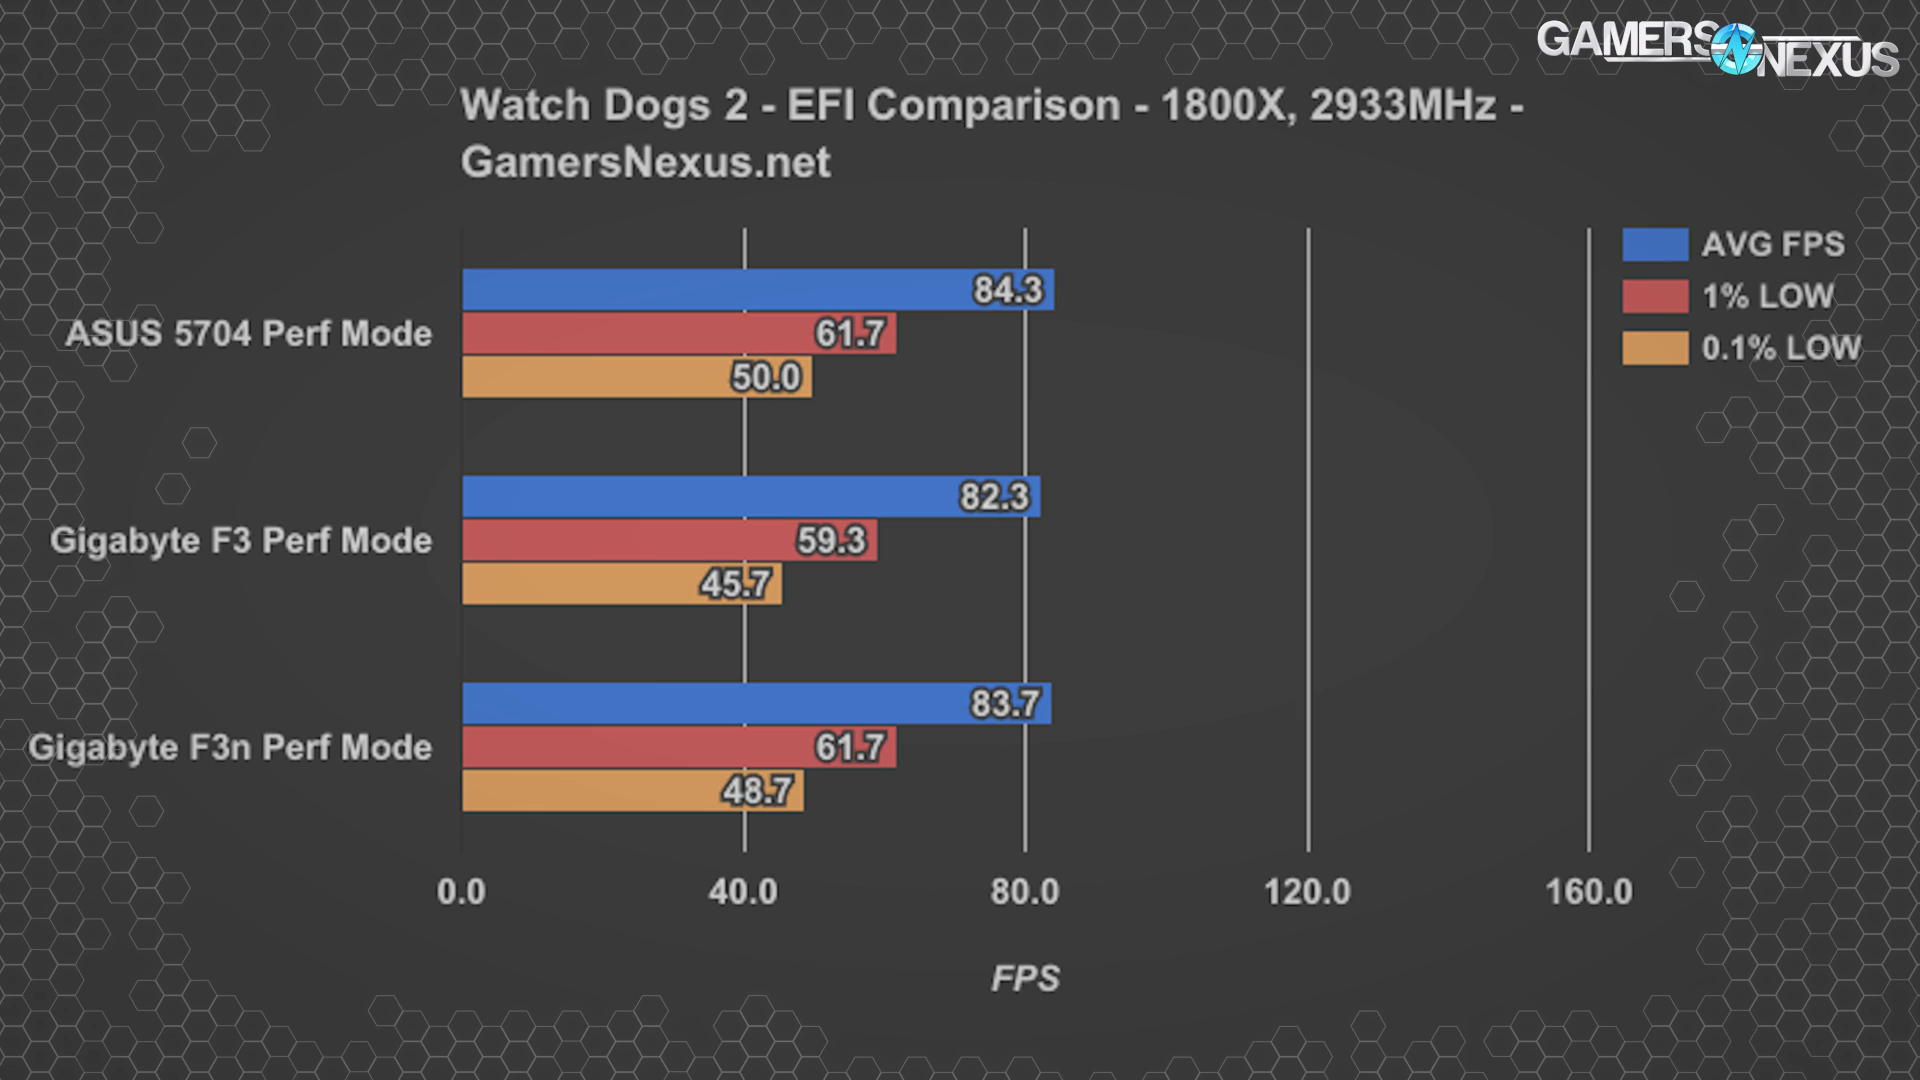 GAMERS NEXUS
Watch Dogs 2 - EFI Comparison - 1800X, 2933MHz -
GamersNexus.net
AVG FPS
1% LOW
0.1% LOW
ASUS 5704 Perf Mode
84.3
61.7
50.0
Gigabyte F3 Perf Mode
82.3
59.3
45.7
Gigabyte F3n Perf Mode
83.7
61.7
48.7
0.0 40.0 80.0 120.0 160.0
FPS